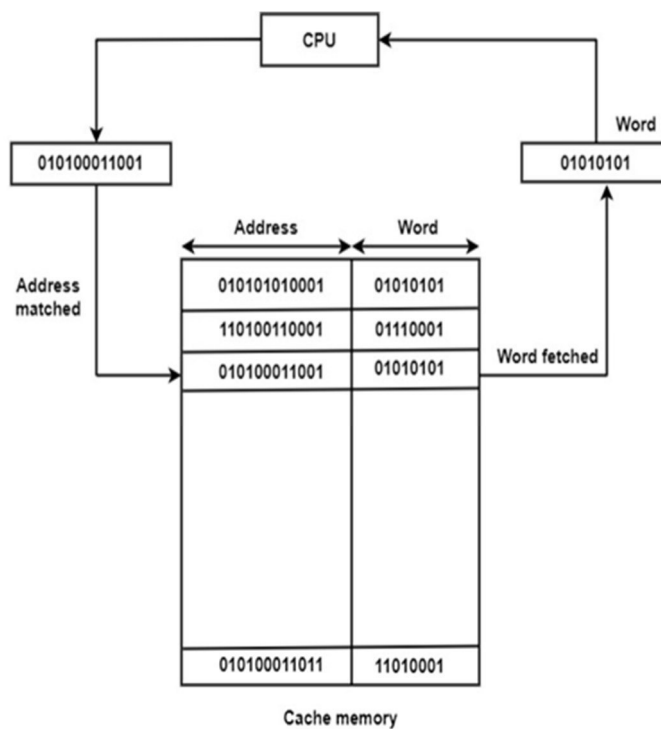 CPU
Word
010100011001
01010101
Address Word
Address
matched
010101010001 01010101
110100110001 01110001
010100011001 01010101
Word fetched
010100011011 11010001
Cache memory